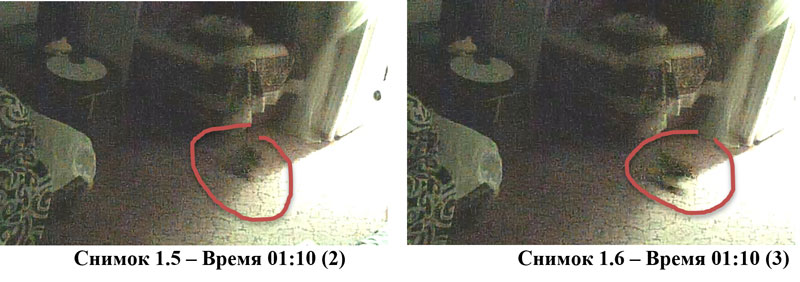 Снимок 1.5 – Время 01:10 (2)
Снимок 1.6 – Время 01:10 (3)